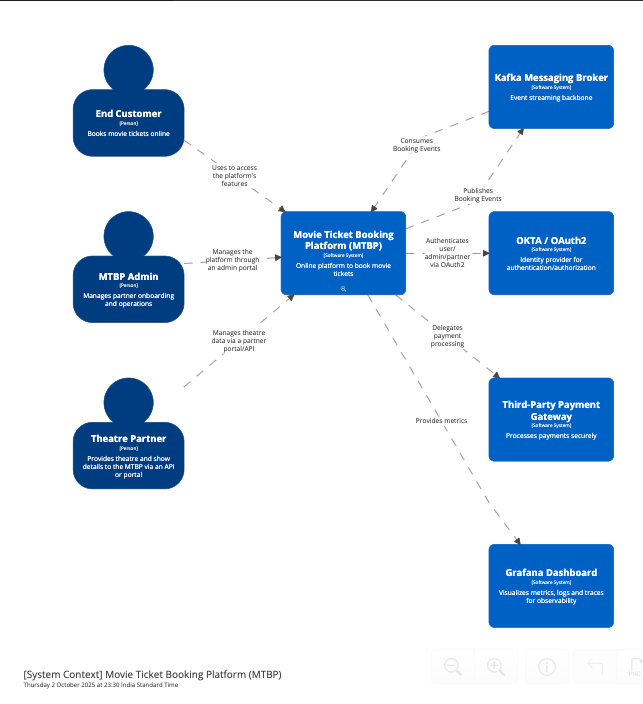 End Customer
[Person]
Books movie tickets online
Uses to access
the platform's
features
MTBP Admin
[Person]
Manages partner onboarding
and operations
Manages the
platform through
an admin portal
Theatre Partner
[Person]
Provides theatre and show
details to the MTBP via an API
or portal
Manages theatre
data via a partner
portal/API
Movie Ticket Booking
Platform (MTBP)
[Software System]
Online platform to book movie
tickets
Kafka Messaging Broker
[Software System]
Event streaming backbone
Consumes
Booking Events
Publishes
Booking Events
OKTA / OAuth2
[Software System]
Identity provider for
authentication/authorization
Authenticates
user/
admin/partner
via OAuth2
Third-Party Payment
Gateway
[Software System]
Processes payments securely
Delegates
payment
processing
Provides metrics
Grafana Dashboard
[Software System]
Visualizes metrics, logs and traces
for observability
[System Context] Movie Ticket Booking Platform (MTBP)
Thursday 2 October 2025 at 23:30 India Standard Time